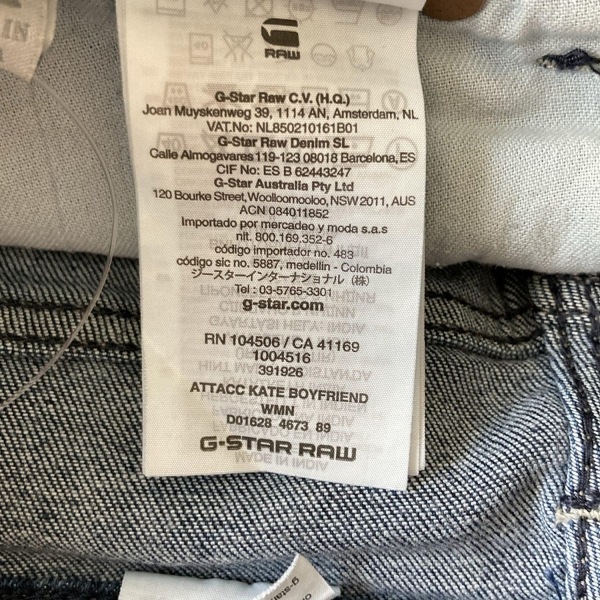 IN
G-STAR
RAW
G-Star Raw C.V. (H.Q.)
Joan Muyskenweg 39, 1114 AN, Amsterdam, NL
VAT.No: NL850210161B01
G-Star Raw Denim SL
Calle Almogavares 119-123 08018 Barcelona, ES
CIF No: ES B 62443247
G-Star Australia Pty Ltd
120 Bourke Street, Woolloomooloo, NSW 2011, AUS
ACN 084011852
Importado por mercadeo y moda s.a.s
nit. 800.169.352-6
código importador no. 483
código sic no. 5887, medellin - Colombia
ジースターインターナショナル（株）
Tel : 03-5765-3301
g-star.com
RN 104506 / CA 41169
1004516
391926
ATTACC KATE BOYFRIEND
WMN
D01628 4673 89
G-STAR RAW
MADE IN INDIA